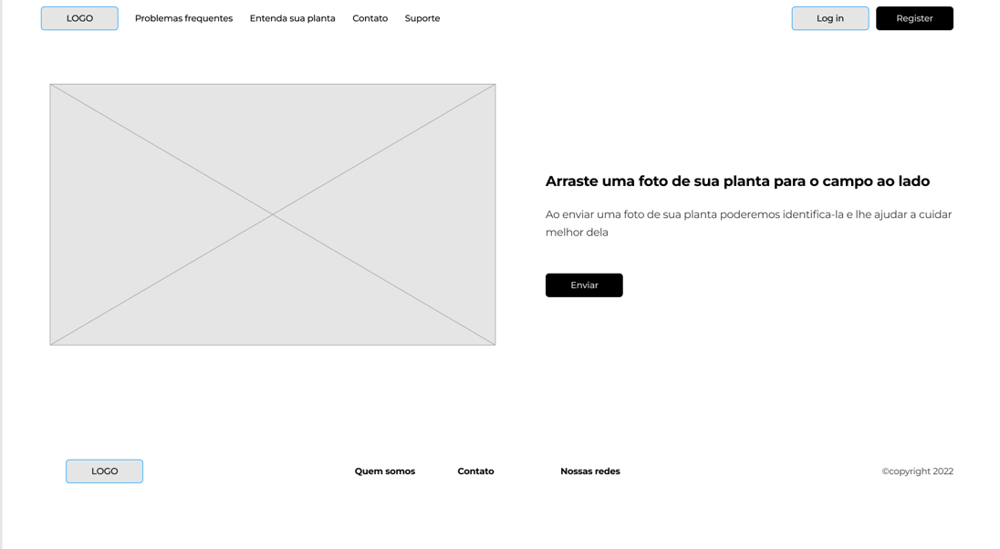 LOGO
Problemas frequentes
Entenda sua planta
Contato
Suporte
Log in
Register
Arraste uma foto de sua planta para o campo ao lado
Ao enviar uma foto de sua planta poderemos identifica-la e lhe ajudar a cuidar
melhor dela
Enviar
LOGO
Quem somos
Contato
Nossas redes
©copyright 2022